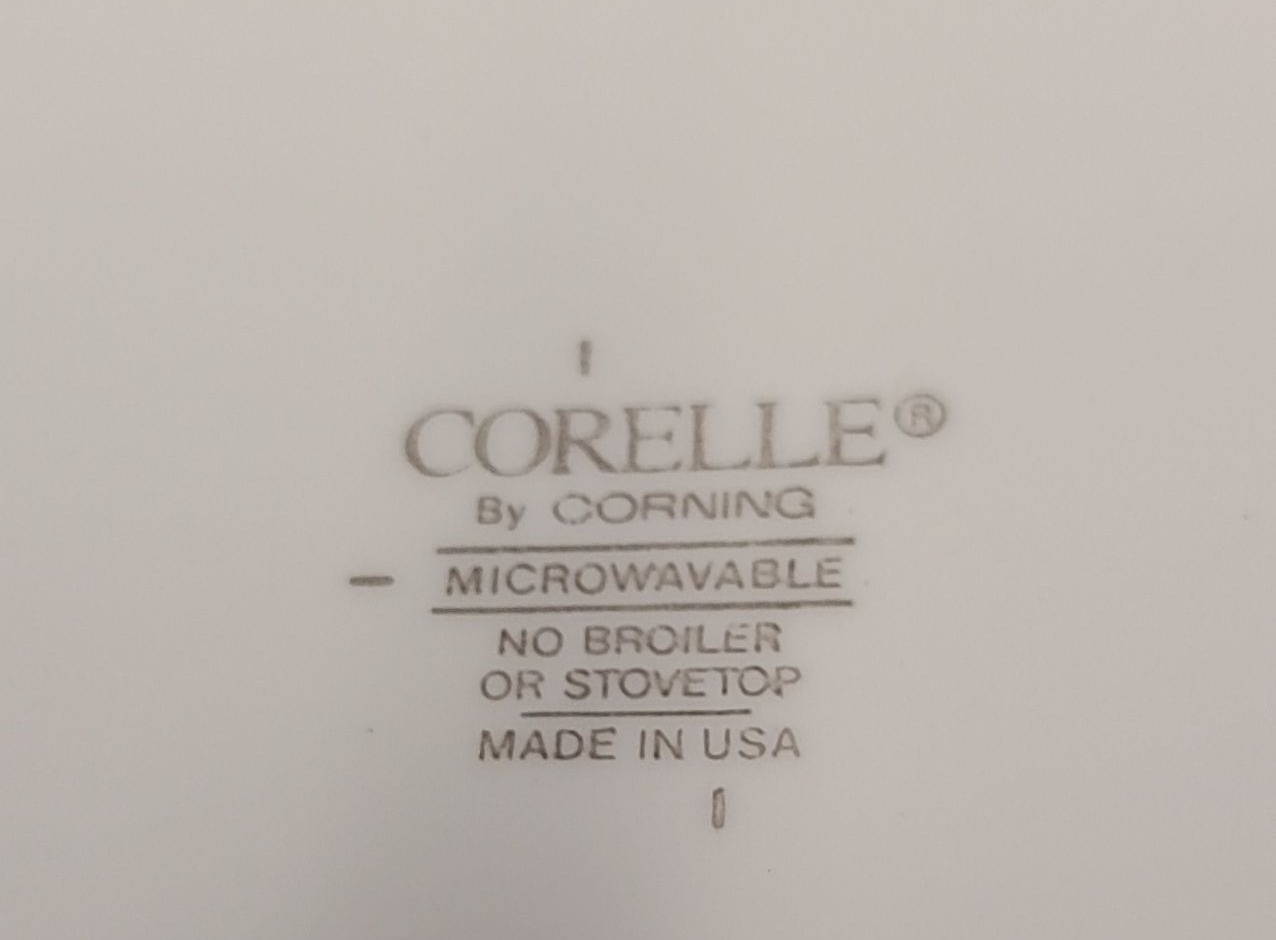 CORELLE®
By CORNING
MICROWAVABLE
NO BROILER
OR STOVETOP
MADE IN USA